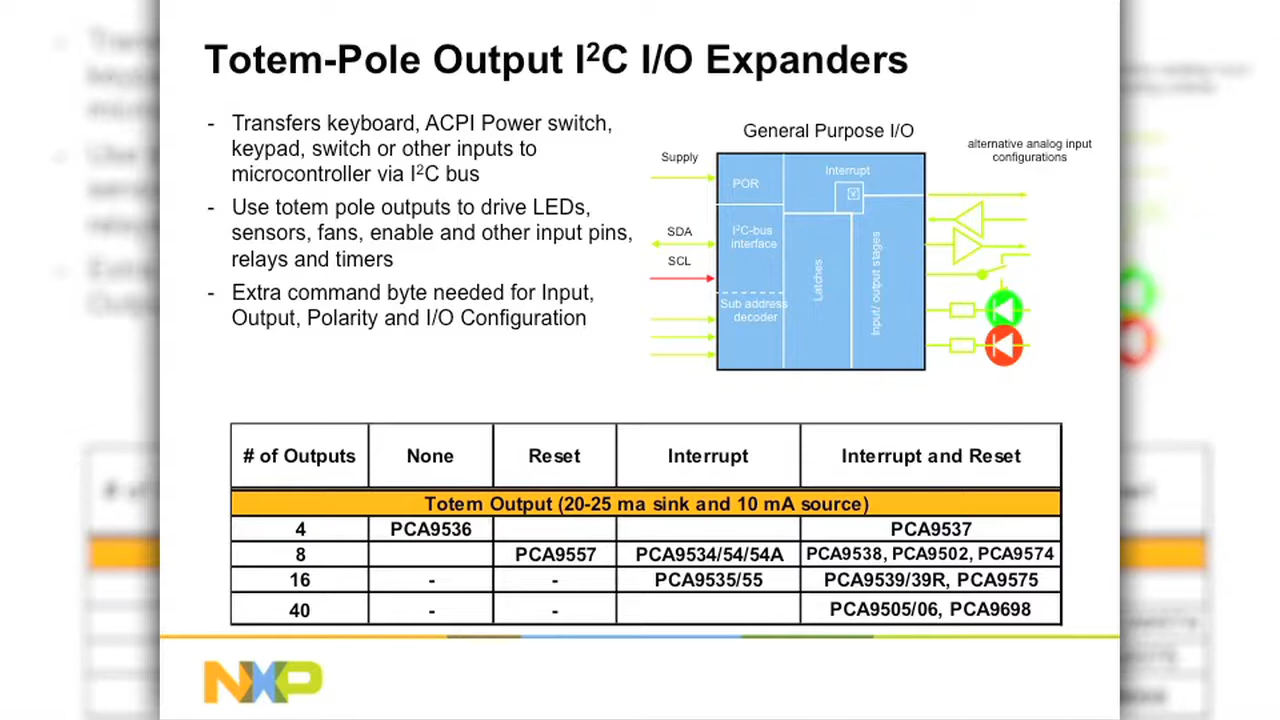 Totem-Pole Output I²C I/O Expanders
- Transfers keyboard, ACPI Power switch,
keypad, switch or other inputs to
microcontroller via I²C bus
- Use totem pole outputs to drive LEDs,
sensors, fans, enable and other input pins,
relays and timers
- Extra command byte needed for Input,
Output, Polarity and I/O Configuration
General Purpose I/O
alternative analog input
configurations
Supply
POR
Interrupt
SDA
I²C-bus
interface
SCL
Sub address
decoder
Latches
Input/ output stages
# of Outputs None Reset Interrupt Interrupt and Reset
Totem Output (20-25 ma sink and 10 mA source)
4 PCA9536 PCA9537
8 PCA9557 PCA9534/54/54A PCA9538, PCA9502, PCA9574
16 - - PCA9535/55 PCA9539/39R, PCA9575
40 - - PCA9505/06, PCA9698
NXP